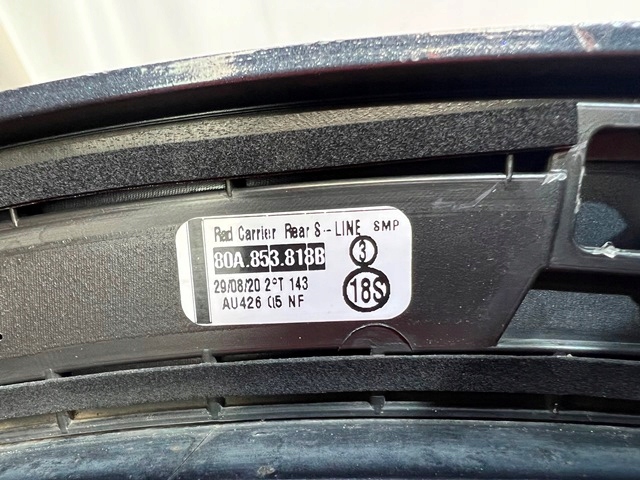 Rad Carrier Rear S-LINE SMP
80A.853.818B
3
29/08/20 2°T 143
18S
AU426 05 NF